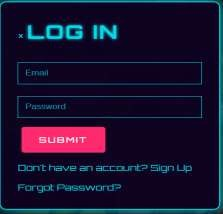 × LOG IN
Email
Password
SUBMIT
Don't have an account? Sign Up
Forgot Password?